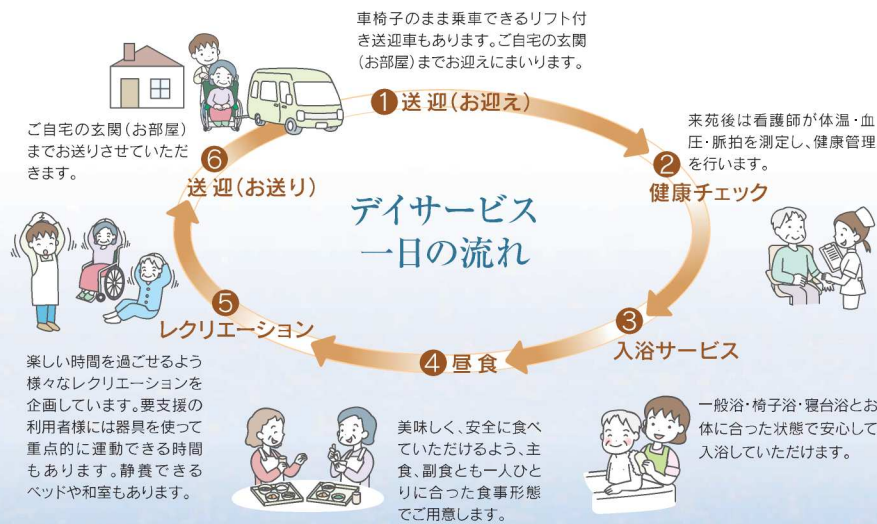 車椅子のまま乗車できるリフト付
き送迎車もあります。ご自宅の玄関
(お部屋)までお迎えにまいります。
❶送迎(お迎え)
来苑後は看護師が体温・血
圧・脈拍を測定し、健康管理
を行います。
❷
健康チェック
ご自宅の玄関(お部屋)
までお送りさせていただ
きます。
❻
送迎(お送り)
デイサービス
一日の流れ
❸
入浴サービス
一般浴・椅子浴・寝台浴とお
体に合った状態で安心して
入浴していただけます。
❹昼食
美味しく、安全に食べ
ていただけるよう、主
食、副食とも一人ひと
りに合った食事形態
でご用意します。
❺
レクリエーション
楽しい時間を過ごせるよう
様々なレクリエーションを
企画しています。要支援の
利用者様には器具を使って
重点的に運動できる時間
もあります。静養できる
ベッドや和室もあります。